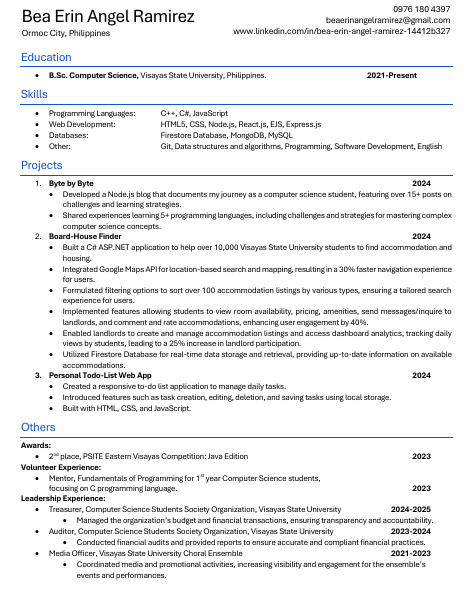 Bea Erin Angel Ramirez
Ormoc City, Philippines
0976 180 4397
beaerinangelramirez@gmail.com
www.linkedin.com/in/bea-erin-angel-ramirez-14412b327
Education
• B.Sc. Computer Science, Visayas State University, Philippines. 2021-Present
Skills
• Programming Languages: C++, C#, JavaScript
• Web Development: HTML5, CSS, Node.js, React.js, EJS, Express.js
• Databases: Firestore Database, MongoDB, MySQL
• Other: Git, Data structures and algorithms, Programming, Software Development, English
Projects
1. Byte by Byte 2024
• Developed a Node.js blog that documents my journey as a computer science student, featuring over 15+ posts on
challenges and learning strategies.
• Shared experiences learning 5+ programming languages, including challenges and strategies for mastering complex
computer science concepts.
2. Board-House Finder 2024
• Built a C# ASP.NET application to help over 10,000 Visayas State University students to find accommodation and
housing.
• Integrated Google Maps API for location-based search and mapping, resulting in a 30% faster navigation experience
for users.
• Formulated filtering options to sort over 100 accommodation listings by various types, ensuring a tailored search
experience for users.
• Implemented features allowing students to view room availability, pricing, amenities, send messages/inquire to
landlords, and comment and rate accommodations, enhancing user engagement by 40%.
• Enabled landlords to create and manage accommodation listings and access dashboard analytics, tracking daily
views by students, leading to a 25% increase in landlord participation.
• Utilized Firestore Database for real-time data storage and retrieval, providing up-to-date information on available
accommodations.
3. Personal Todo-List Web App 2024
• Created a responsive to-do list application to manage daily tasks.
• Introduced features such as task creation, editing, deletion, and saving tasks using local storage.
• Built with HTML, CSS, and JavaScript.
Others
Awards:
• 2nd place, PSITE Eastern Visayas Competition: Java Edition 2023
Volunteer Experience:
• Mentor, Fundamentals of Programming for 1st year Computer Science students,
focusing on C programming language. 2023
Leadership Experience:
• Treasurer, Computer Science Students Society Organization, Visayas State University 2024-2025
• Managed the organization's budget and financial transactions, ensuring transparency and accountability.
• Auditor, Computer Science Students Society Organization, Visayas State University 2023-2024
• Conducted financial audits and provided reports to ensure accurate and compliant financial practices.
• Media Officer, Visayas State University Choral Ensemble 2021-2023
• Coordinated media and promotional activities, increasing visibility and engagement for the ensemble's
events and performances.